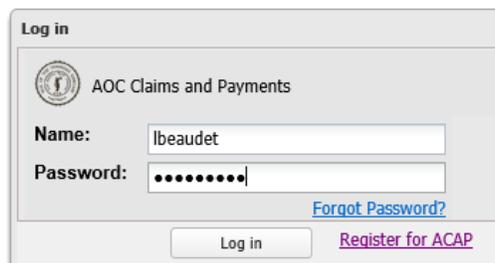 Log in
AOC Claims and Payments
Name: lbeaudet
Password: •••••••••
Forgot Password?
Log in Register for ACAP